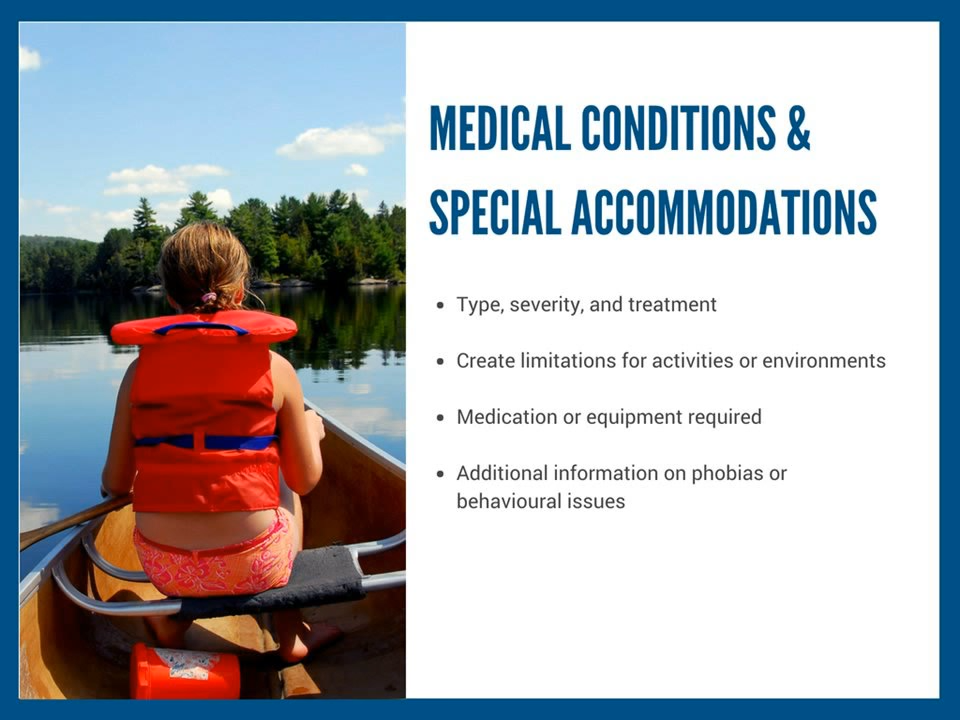 MEDICAL CONDITIONS &
SPECIAL ACCOMMODATIONS
• Type, severity, and treatment
• Create limitations for activities or environments
• Medication or equipment required
• Additional information on phobias or
behavioural issues